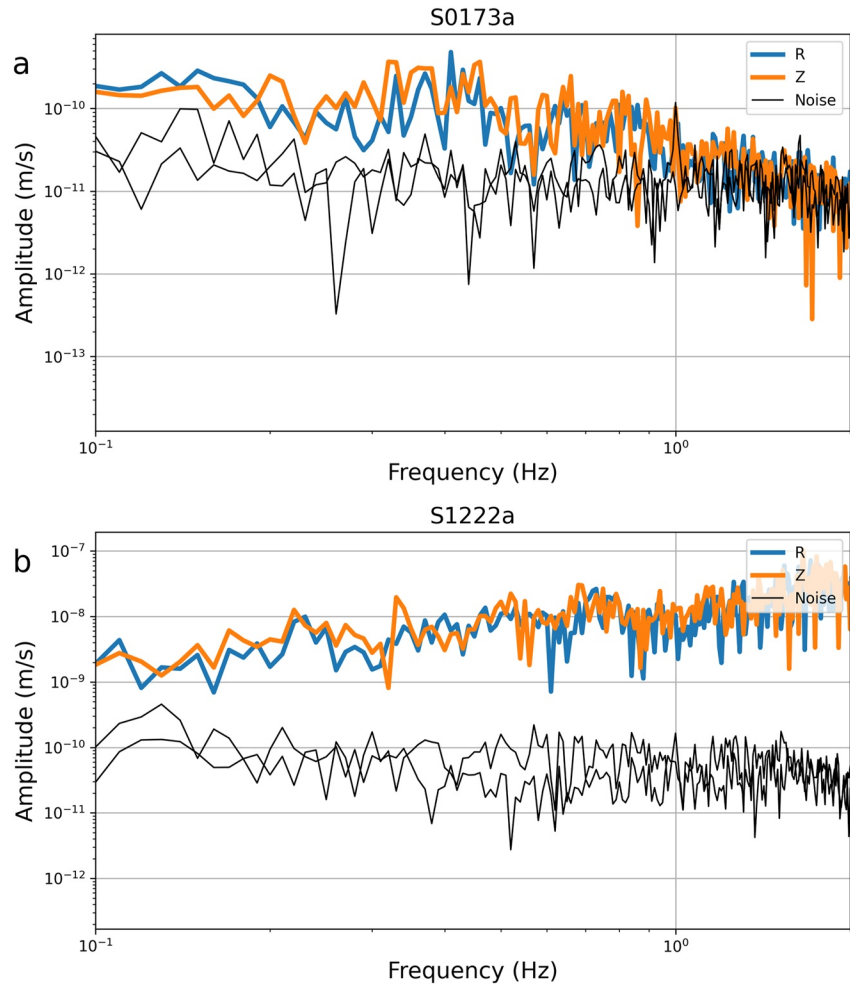 S0173a
a
R
Z
Noise
10⁻¹⁰
10⁻¹¹
10⁻¹²
10⁻¹³
Amplitude (m/s)
10⁻¹
10⁰
Frequency (Hz)
S1222a
b
R
Z
Noise
10⁻⁷
10⁻⁸
10⁻⁹
10⁻¹⁰
10⁻¹¹
10⁻¹²
Amplitude (m/s)
10⁻¹
10⁰
Frequency (Hz)